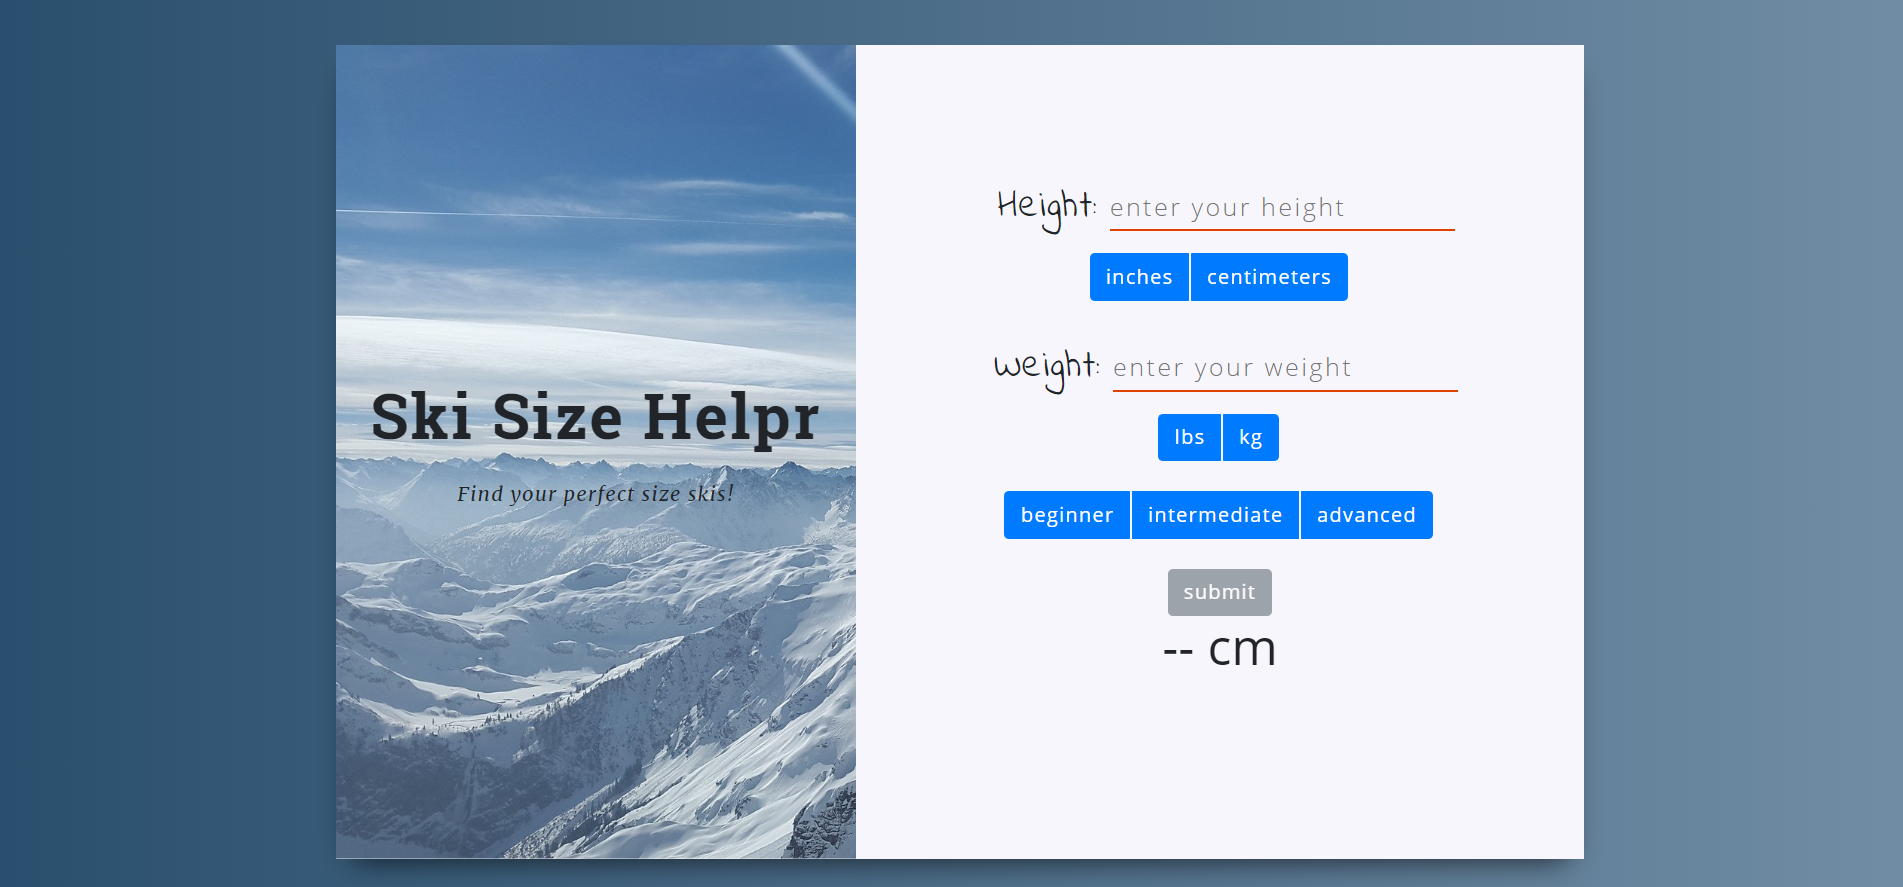 Ski Size Helpr
Find your perfect size skis!
Height: enter your height
inches centimeters
weight: enter your weight
lbs kg
beginner intermediate advanced
submit
-- cm